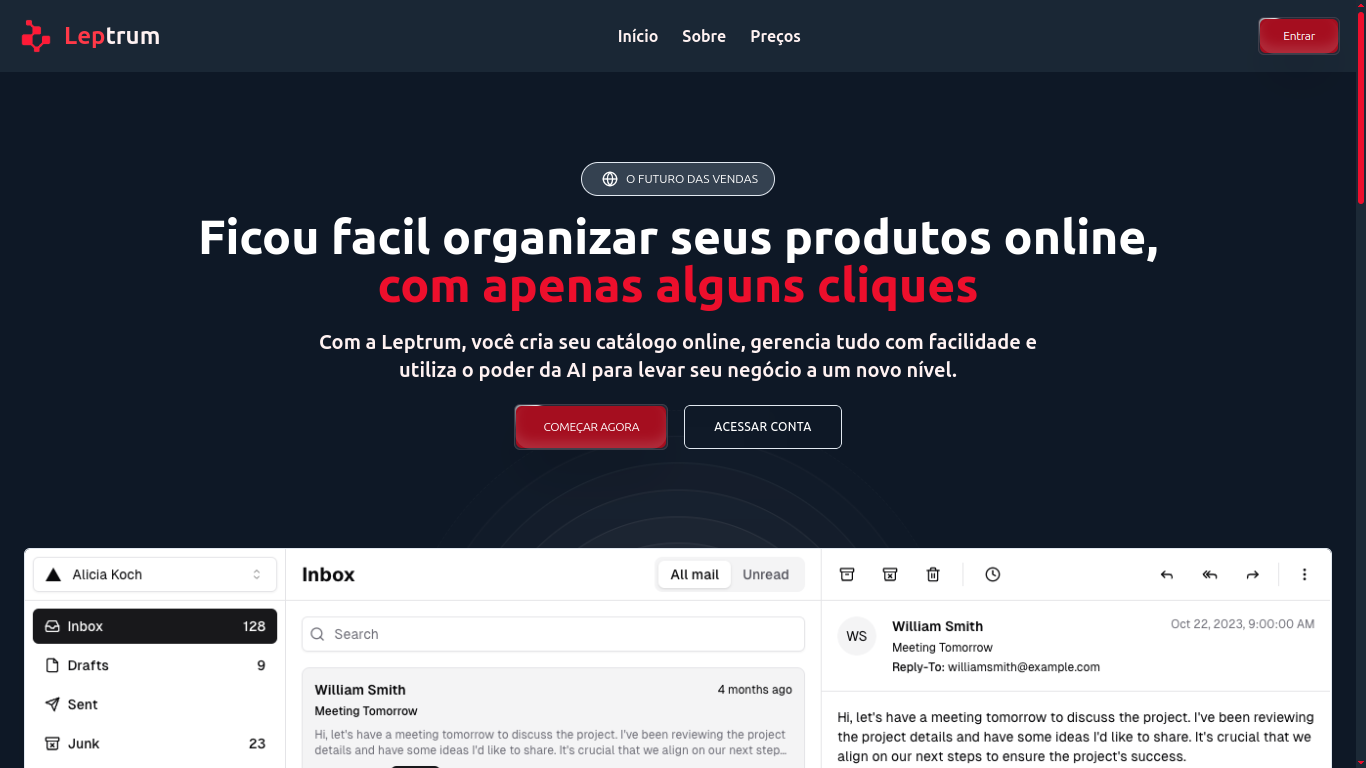 Leptrum
Início
Sobre
Preços
Entrar
O FUTURO DAS VENDAS
Ficou facil organizar seus produtos online,
com apenas alguns cliques
Com a Leptrum, você cria seu catálogo online, gerencia tudo com facilidade e
utiliza o poder da AI para levar seu negócio a um novo nível.
COMEÇAR AGORA
ACESSAR CONTA
Alicia Koch
Inbox 128
Drafts 9
Sent
Junk 23
Inbox
All mail
Unread
Search
William Smith 4 months ago
Meeting Tomorrow
Hi, let's have a meeting tomorrow to discuss the project. I've been reviewing the project
details and have some ideas I'd like to share. It's crucial that we align on our next step...
WS
William Smith Oct 22, 2023, 9:00:00 AM
Meeting Tomorrow
Reply-To: williamsmith@example.com
Hi, let's have a meeting tomorrow to discuss the project. I've been reviewing
the project details and have some ideas I'd like to share. It's crucial that we
align on our next steps to ensure the project's success.